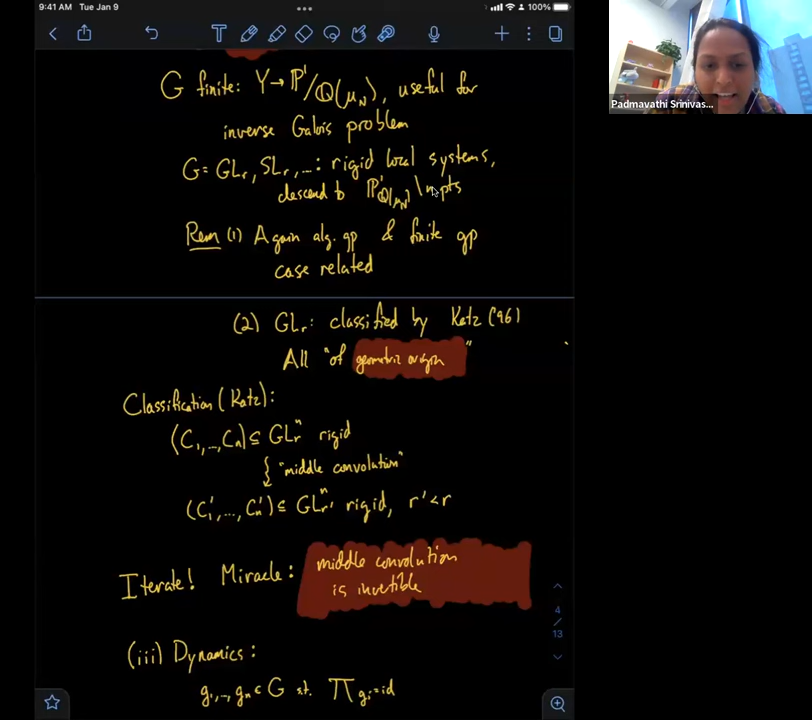 9:41 AM Tue Jan 9
100%
G finite: Y → P¹/Q(μ_N), useful for
inverse Galois problem
G = GL_r, SL_r, ...: rigid local systems,
descend to P¹_Q(μ_N) \ n pts
Rem (1) Again alg. gp & finite gp
case related
(2) GL_r: classified by Katz ('96)
All "of geometric origin"
Classification (Katz):
(C_1, ..., C_n) ⊆ GL_r^n rigid
"middle convolution"
(C_1', ..., C_n') ⊆ GL_r'^n rigid, r' < r
Iterate! Miracle: middle convolution
is invertible
(iii) Dynamics:
g_1, ..., g_n ∈ G s.t. ∏ g_i = id
4
/
13
Padmavathi Srinivas...